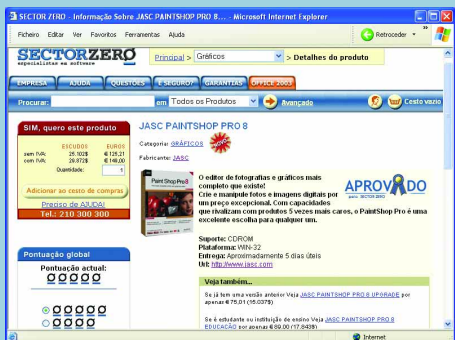 SECTOR ZERO - Informação Sobre JASC PAINTSHOP PRO 8... - Microsoft Internet Explorer
Ficheiro Editar Ver Favoritos Ferramentas Ajuda
Retroceder
SECTORZERO
especialistas em software
Principal > Gráficos > Detalhes do produto
EMPRESA AJUDA QUESTÕES É SEGURO? GARANTIAS OFFICE 2003
Procurar: em Todos os Produtos Avançado Cesto vazio
SIM, quero este produto
ESCUDOS EUROS
sem IVA: 25.102$ € 125,21
com IVA: 29.872$ € 149,00
Quantidade: 1
Adicionar ao cesto de compras
Preciso de AJUDA!
Tel.: 210 300 300
Pontuação global
Pontuação actual:
JASC PAINTSHOP PRO 8
Categoria: GRÁFICOS
Fabricante: JASC
Paint Shop Pro 8
O editor de fotografias e gráficos mais
completo que existe!
Crie e manipule fotos e imagens digitais por
um preço excepcional. Com capacidades
que rivalizam com produtos 5 vezes mais caros, o PaintShop Pro é uma
excelente escolha para qualquer um.
APROVADO
pelo SECTOR ZERO
Suporte: CDROM
Plataforma: WIN-32
Entrega: Aproximadamente 5 dias úteis
Url: http://www.jasc.com
Veja também...
Se já tem uma versão anterior Veja JASC PAINTSHOP PRO 8 UPGRADE por
apenas € 75,01 (15.037$)
Se é estudante ou instituição de ensino Veja JASC PAINTSHOP PRO 8
EDUCAÇÃO por apenas € 89,00 (17.843$)
Internet